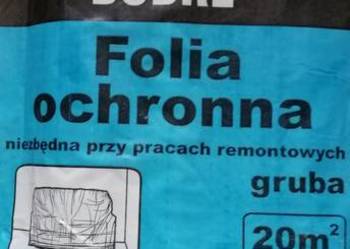 Folia
ochronna
niezbędna przy pracach remontowych
gruba
20m²